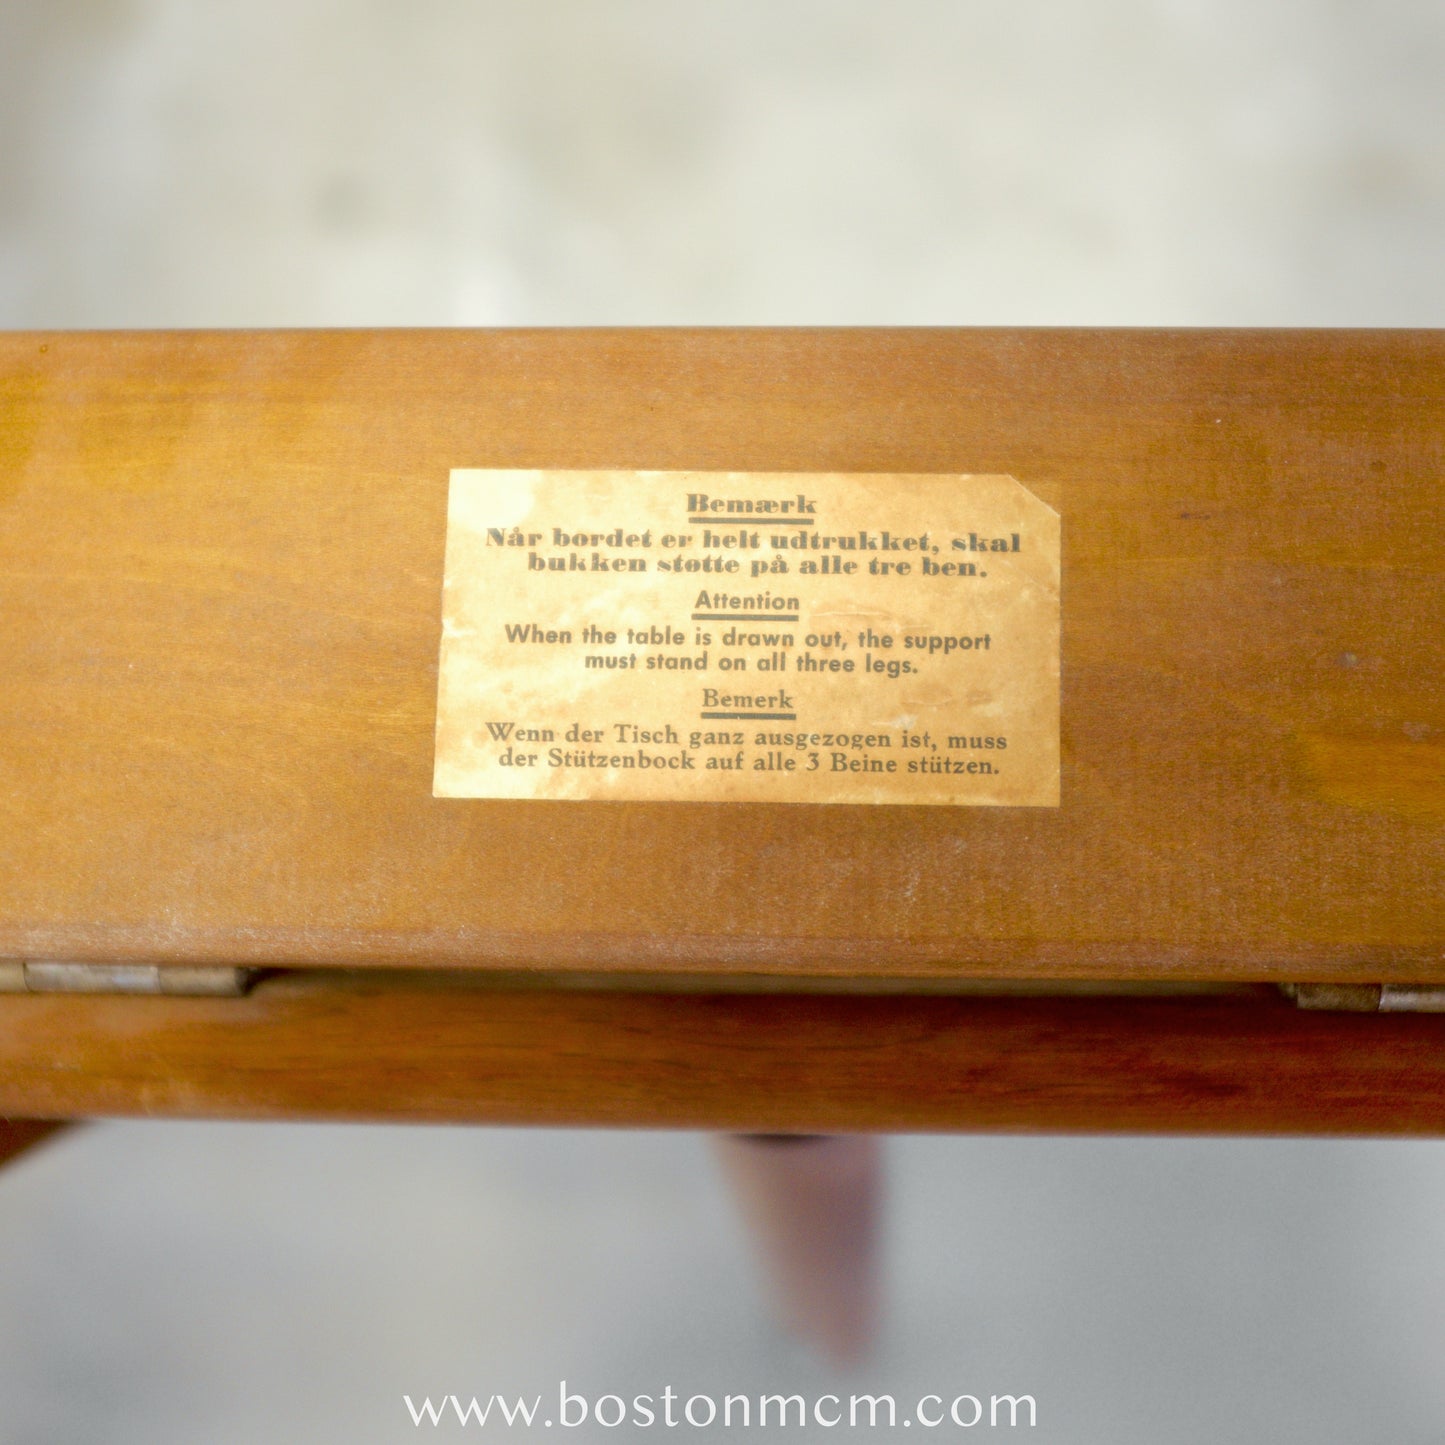 Bemærk
Når bordet er helt udtrukket, skal
bukken støtte på alle tre ben.
Attention
When the table is drawn out, the support
must stand on all three legs.
Bemerk
Wenn der Tisch ganz ausgezogen ist, muss
der Stützenbock auf alle 3 Beine stützen.
www.bostonmcm.com